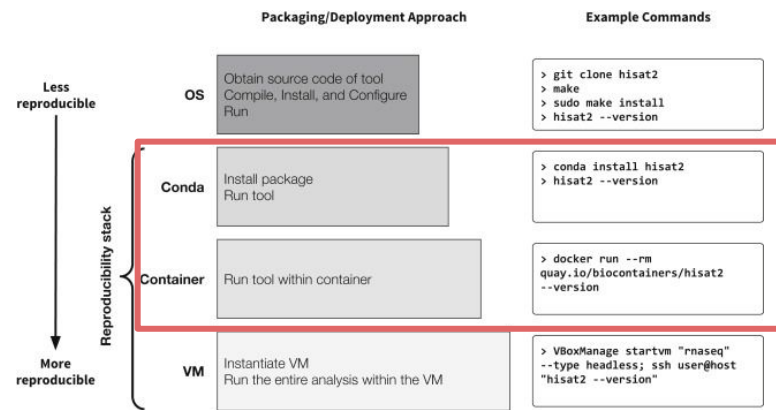 Packaging/Deployment Approach
Example Commands
Less
reproducible
More
reproducible
Reproducibility stack
OS
Obtain source code of tool
Compile, Install, and Configure
Run
> git clone hisat2
> make
> sudo make install
> hisat2 --version
Conda
Install package
Run tool
> conda install hisat2
> hisat2 --version
Container
Run tool within container
> docker run --rm
quay.io/biocontainers/hisat2
--version
VM
Instantiate VM
Run the entire analysis within the VM
> VBoxManage startvm "rnaseq"
--type headless; ssh user@host
"hisat2 --version"